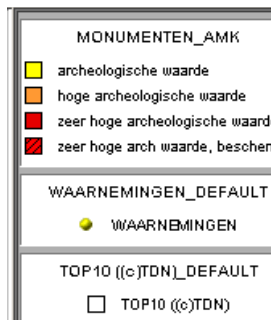 MONUMENTEN_AMK
archeologische waarde
hoge archeologische waarde
zeer hoge archeologische waard
zeer hoge arch waarde, bescher
WAARNEMINGEN_DEFAULT
WAARNEMINGEN
TOP10 ((c)TDN)_DEFAULT
TOP10 ((c)TDN)